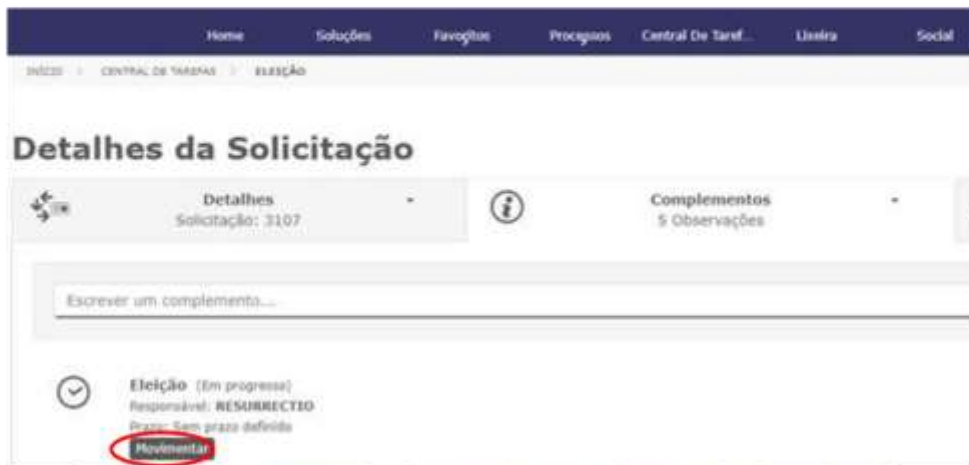 Home Soluções Favoritos Processos Central De Taref... Lixeira Social
INÍCIO CENTRAL DE TAREFAS ELEIÇÃO
Detalhes da Solicitação
Detalhes Complementos
Solicitação: 3107 5 Observações
Escrever um complemento...
Eleição (Em progresso)
Responsável: RESURRECTIO
Prazo: Sem prazo definido
Movimentar